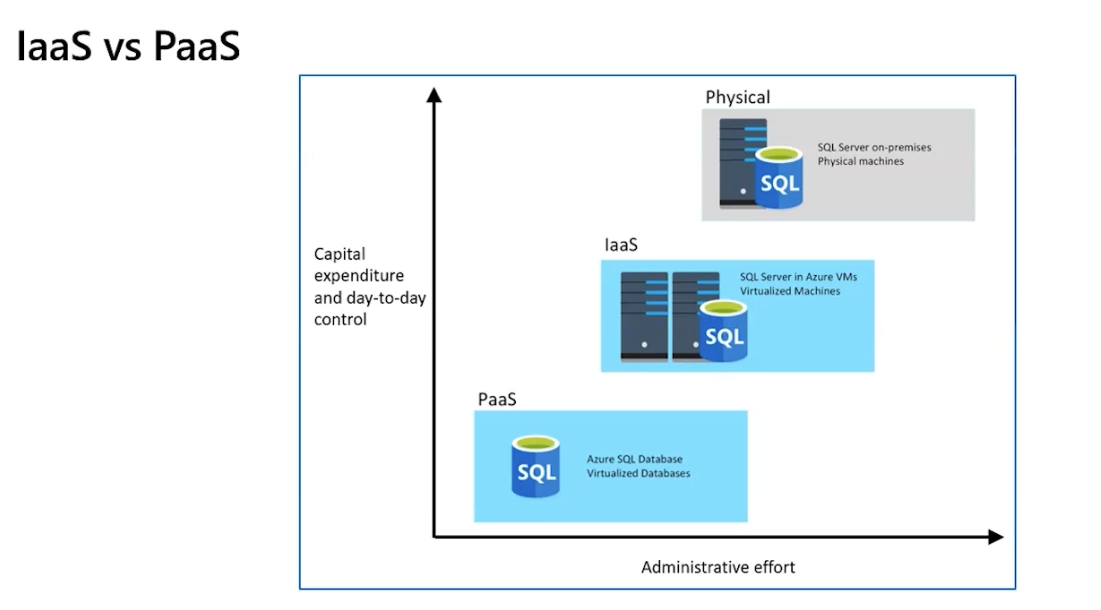 IaaS vs PaaS
Physical
SQL Server on-premises
Physical machines
SQL
IaaS
SQL Server in Azure VMs
Virtualized Machines
SQL
Capital
expenditure
and day-to-day
control
PaaS
Azure SQL Database
Virtualized Databases
SQL
Administrative effort